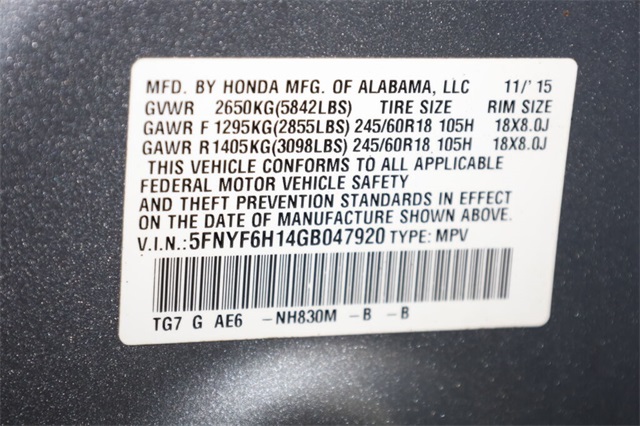 MFD. BY HONDA MFG. OF ALABAMA, LLC 11/'15
GVWR 2650KG(5842LBS) TIRE SIZE RIM SIZE
GAWR F 1295KG(2855LBS) 245/60R18 105H 18X8.0J
GAWR R1405KG(3098LBS) 245/60R18 105H 18X8.0J
THIS VEHICLE CONFORMS TO ALL APPLICABLE
FEDERAL MOTOR VEHICLE SAFETY
AND THEFT PREVENTION STANDARDS IN EFFECT
ON THE DATE OF MANUFACTURE SHOWN ABOVE.
V.I.N.:5FNYF6H14GB047920 TYPE: MPV
TG7 G AE6 -NH830M -B -B